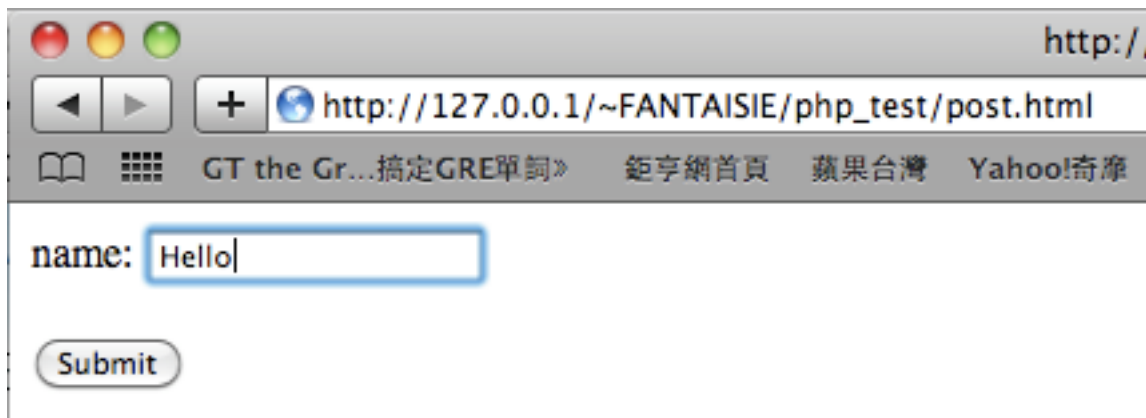 http://
+ http://127.0.0.1/~FANTAISIE/php_test/post.html
GT the Gr...搞定GRE單詞》 鉅亨網首頁 蘋果台灣 Yahoo!奇摩
name: Hello
Submit